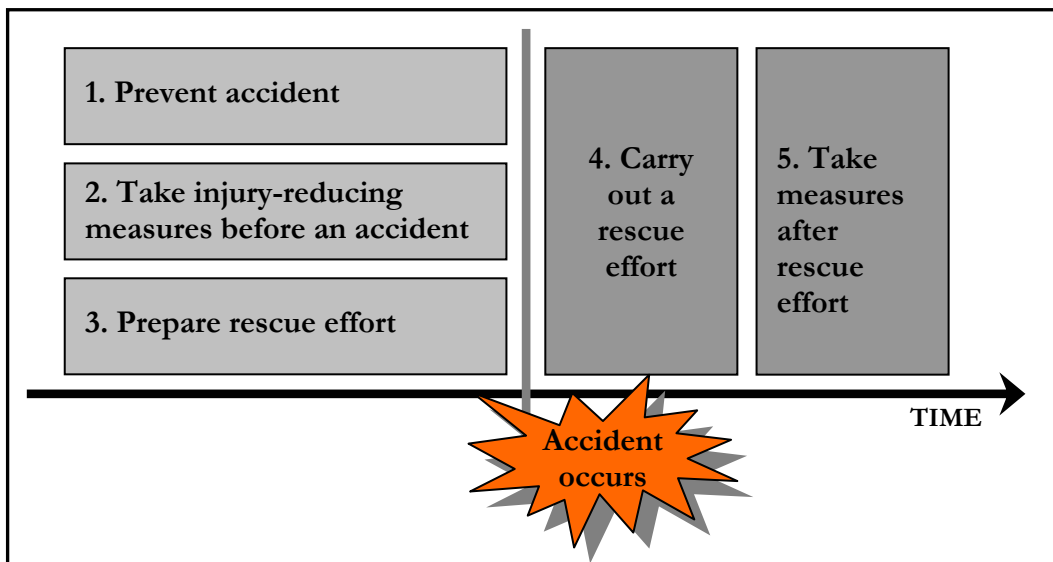 1. Prevent accident
2. Take injury-reducing
measures before an accident
3. Prepare rescue effort
4. Carry
out a
rescue
effort
5. Take
measures
after
rescue
effort
TIME
Accident
occurs